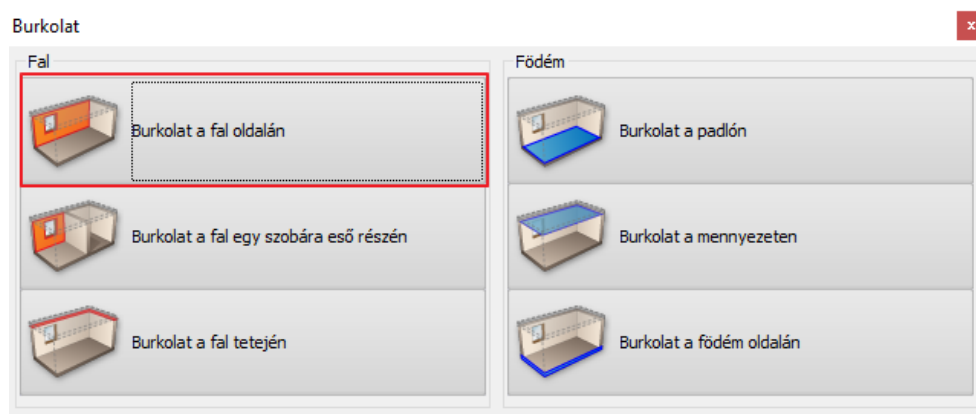 Burkolat
x
Fal
Födém
Burkolat a fal oldalán
Burkolat a padlón
Burkolat a fal egy szobára eső részén
Burkolat a mennyezeten
Burkolat a fal tetején
Burkolat a födém oldalán